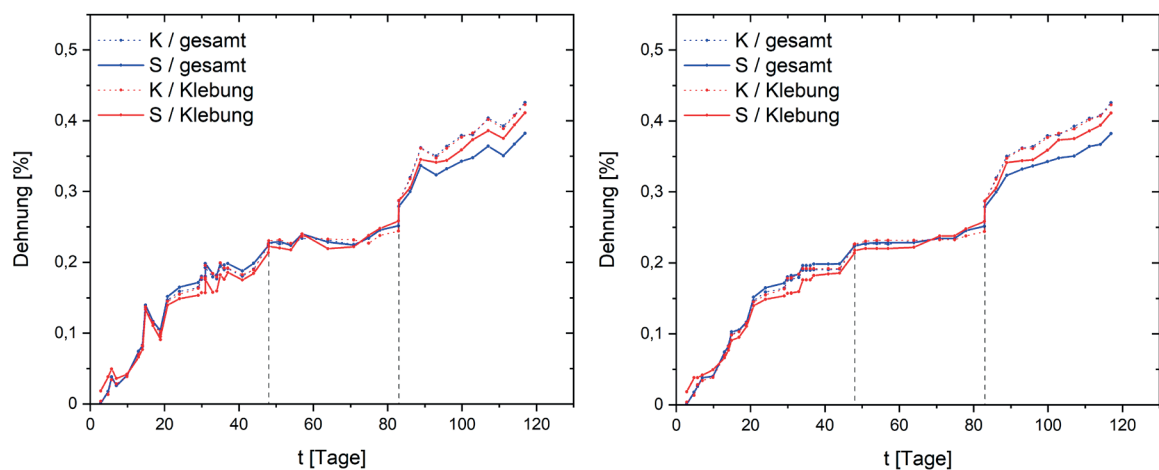 0,5
K / gesamt
S / gesamt
0,4
K / Klebung
S / Klebung
0,3
0,2
0,1
0
Dehnung [%]
0 20 40 60 80 100 120
t [Tage]
0,5
K / gesamt
S / gesamt
0,4
K / Klebung
S / Klebung
0,3
0,2
0,1
0
Dehnung [%]
0 20 40 60 80 100 120
t [Tage]